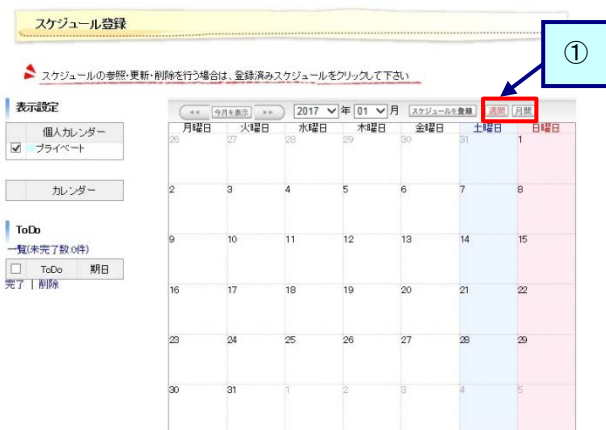 スケジュール登録
①
スケジュールの参照・更新・削除を行う場合は、登録済みスケジュールをクリックして下さい
表示設定
<< 今月を表示 >> 2017 年 01 月 スケジュールを登録 週間 月間
個人カレンダー
プライベート
カレンダー
ToDo
一覧(未完了数:0件)
ToDo 期日
完了 | 削除
月曜日 火曜日 水曜日 木曜日 金曜日 土曜日 日曜日
26 27 28 29 30 31 1
2 3 4 5 6 7 8
9 10 11 12 13 14 15
16 17 18 19 20 21 22
23 24 25 26 27 28 29
30 31 1 2 3 4 5